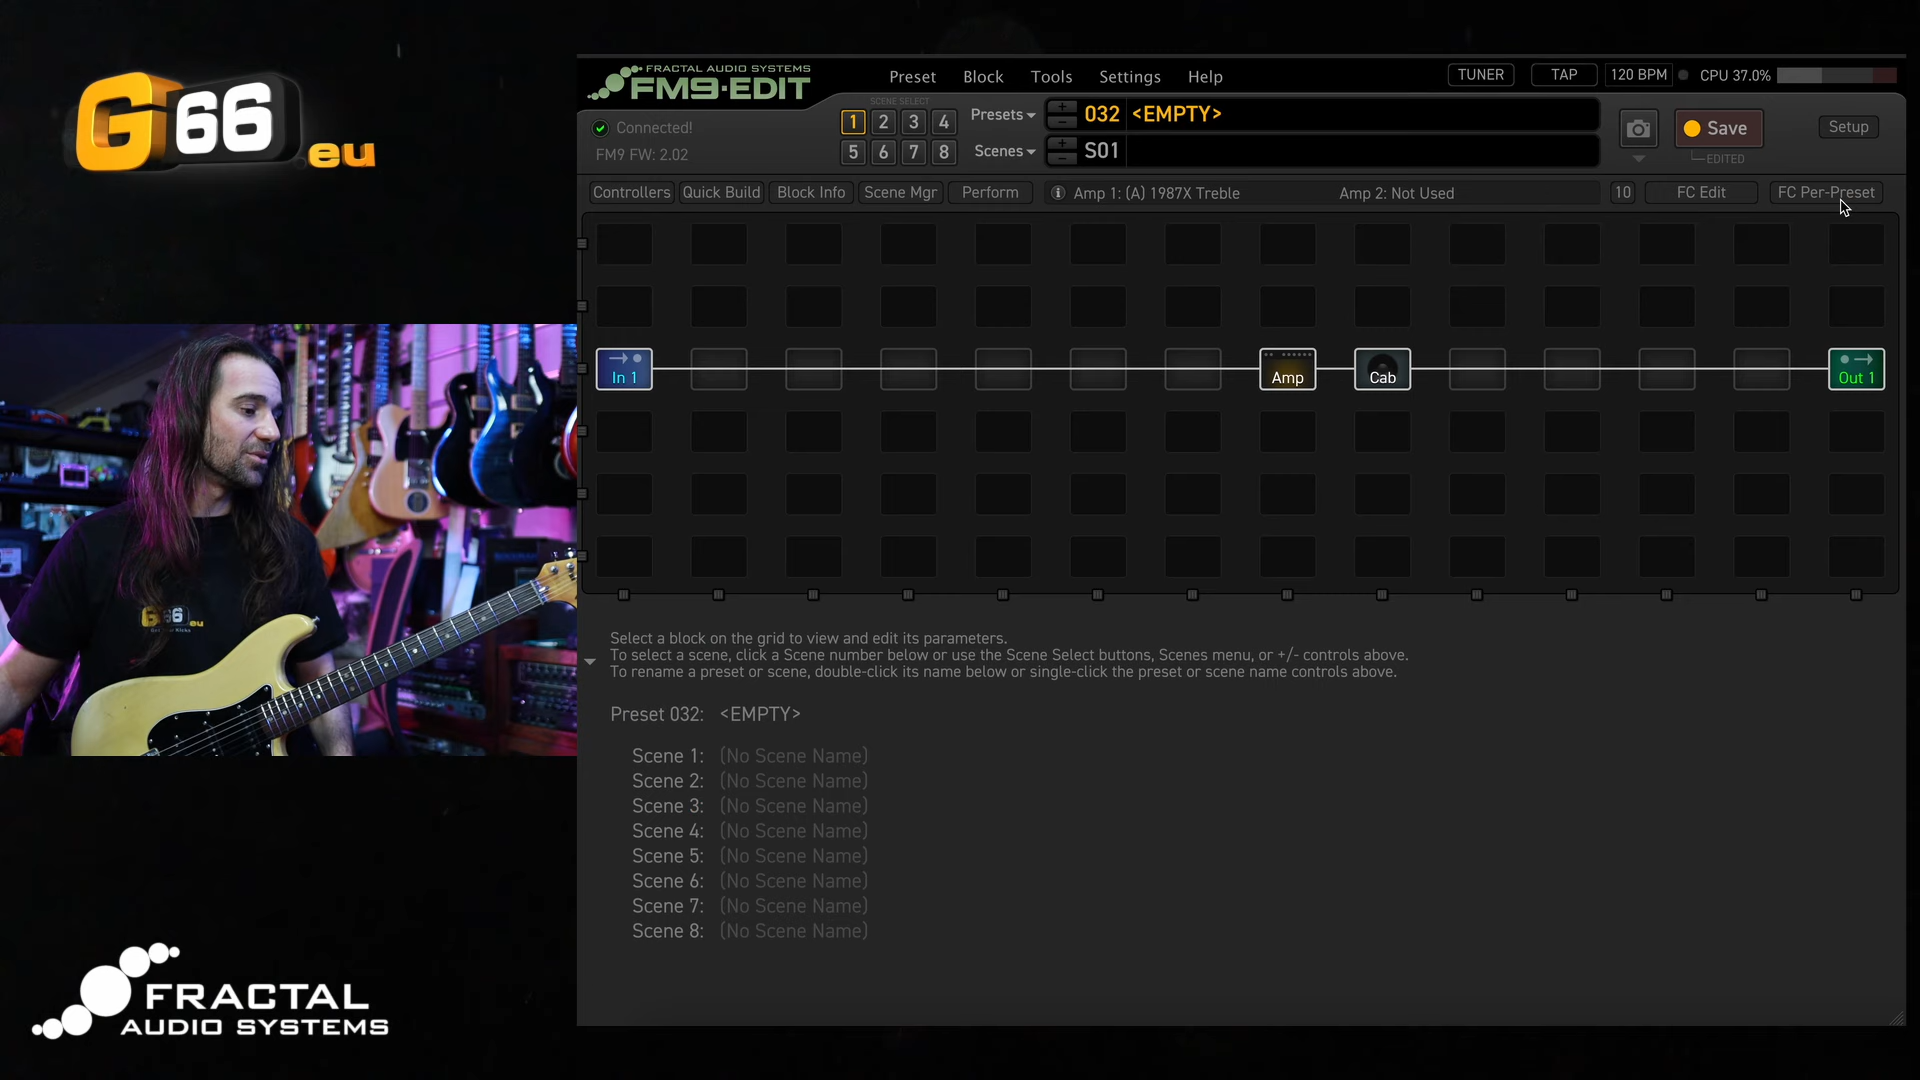 G66.eu
FRACTAL AUDIO SYSTEMS
FM9·EDIT
Preset Block Tools Settings Help
TUNER TAP 120 BPM CPU 37.0%
SCENE SELECT
1 2 3 4
5 6 7 8
Connected!
FM9 FW: 2.02
Presets
+
-
032 <EMPTY>
Scenes
+
-
S01
Save
EDITED
Setup
Controllers Quick Build Block Info Scene Mgr Perform
Amp 1: (A) 1987X Treble Amp 2: Not Used
10 FC Edit FC Per-Preset
In 1 Amp Cab Out 1
G66.eu
Select a block on the grid to view and edit its parameters.
To select a scene, click a Scene number below or use the Scene Select buttons, Scenes menu, or +/- controls above.
To rename a preset or scene, double-click its name below or single-click the preset or scene name controls above.
Preset 032: <EMPTY>
Scene 1: (No Scene Name)
Scene 2: (No Scene Name)
Scene 3: (No Scene Name)
Scene 4: (No Scene Name)
Scene 5: (No Scene Name)
Scene 6: (No Scene Name)
Scene 7: (No Scene Name)
Scene 8: (No Scene Name)
FRACTAL
AUDIO SYSTEMS